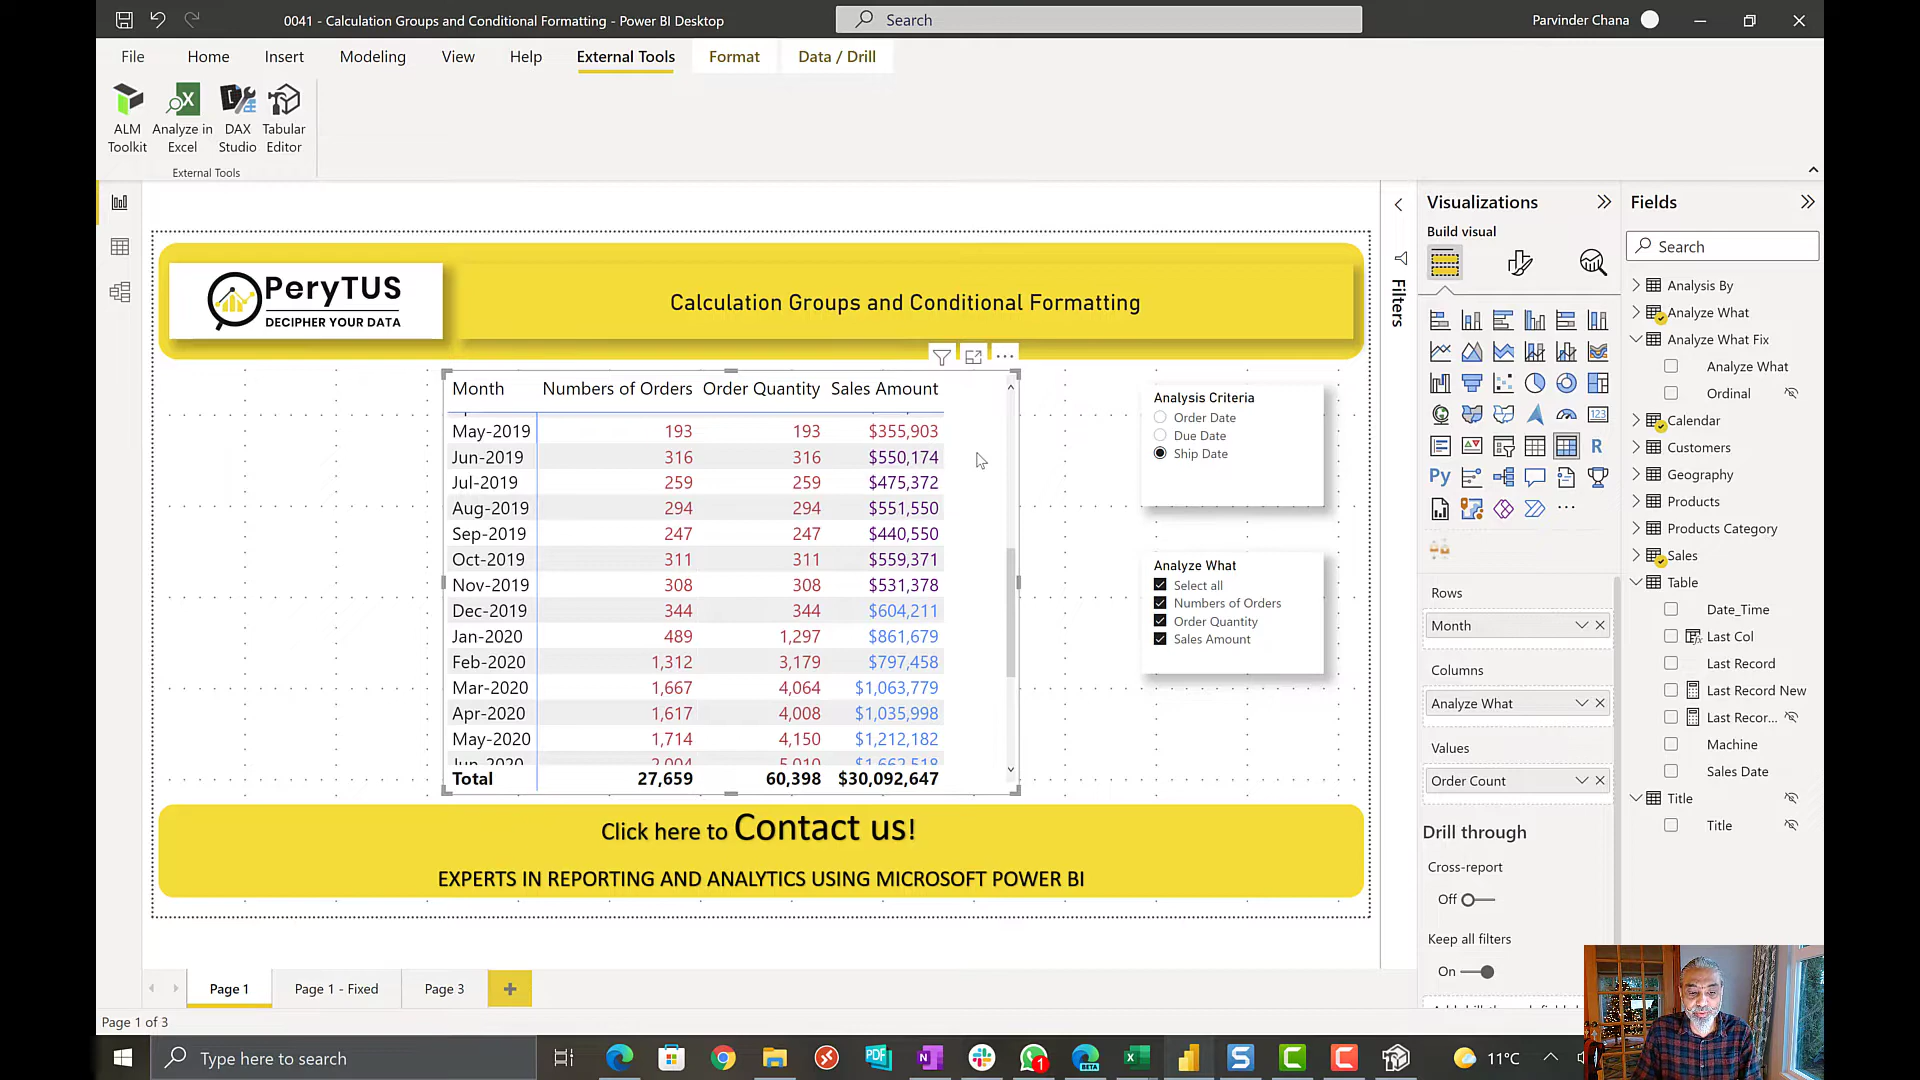 0041 - Calculation Groups and Conditional Formatting - Power BI Desktop
Search
Parvinder Chana
File
Home
Insert
Modeling
View
Help
External Tools
Format
Data / Drill
ALM Toolkit
Analyze in Excel
DAX Studio
Tabular Editor
External Tools
PeryTUS
DECIPHER YOUR DATA
Calculation Groups and Conditional Formatting
Month Numbers of Orders Order Quantity Sales Amount
May-2019 193 193 $355,903
Jun-2019 316 316 $550,174
Jul-2019 259 259 $475,372
Aug-2019 294 294 $551,550
Sep-2019 247 247 $440,550
Oct-2019 311 311 $559,371
Nov-2019 308 308 $531,378
Dec-2019 344 344 $604,211
Jan-2020 489 1,297 $861,679
Feb-2020 1,312 3,179 $797,458
Mar-2020 1,667 4,064 $1,063,779
Apr-2020 1,617 4,008 $1,035,998
May-2020 1,714 4,150 $1,212,182
Jun-2020 2,004 5,010 $1,662,518
Total 27,659 60,398 $30,092,647
Analysis Criteria
Order Date
Due Date
Ship Date
Analyze What
Select all
Numbers of Orders
Order Quantity
Sales Amount
Click here to Contact us!
EXPERTS IN REPORTING AND ANALYTICS USING MICROSOFT POWER BI
Filters
Visualizations
Build visual
123
R
Py
Rows
Month
Columns
Analyze What
Values
Order Count
Drill through
Cross-report
Off
Keep all filters
On
Fields
Search
Analysis By
Analyze What
Analyze What Fix
Analyze What
Ordinal
Calendar
Customers
Geography
Products
Products Category
Sales
Table
Date_Time
Last Col
Last Record
Last Record New
Last Recor...
Machine
Sales Date
Title
Title
Page 1
Page 1 - Fixed
Page 3
Page 1 of 3
Type here to search
11°C